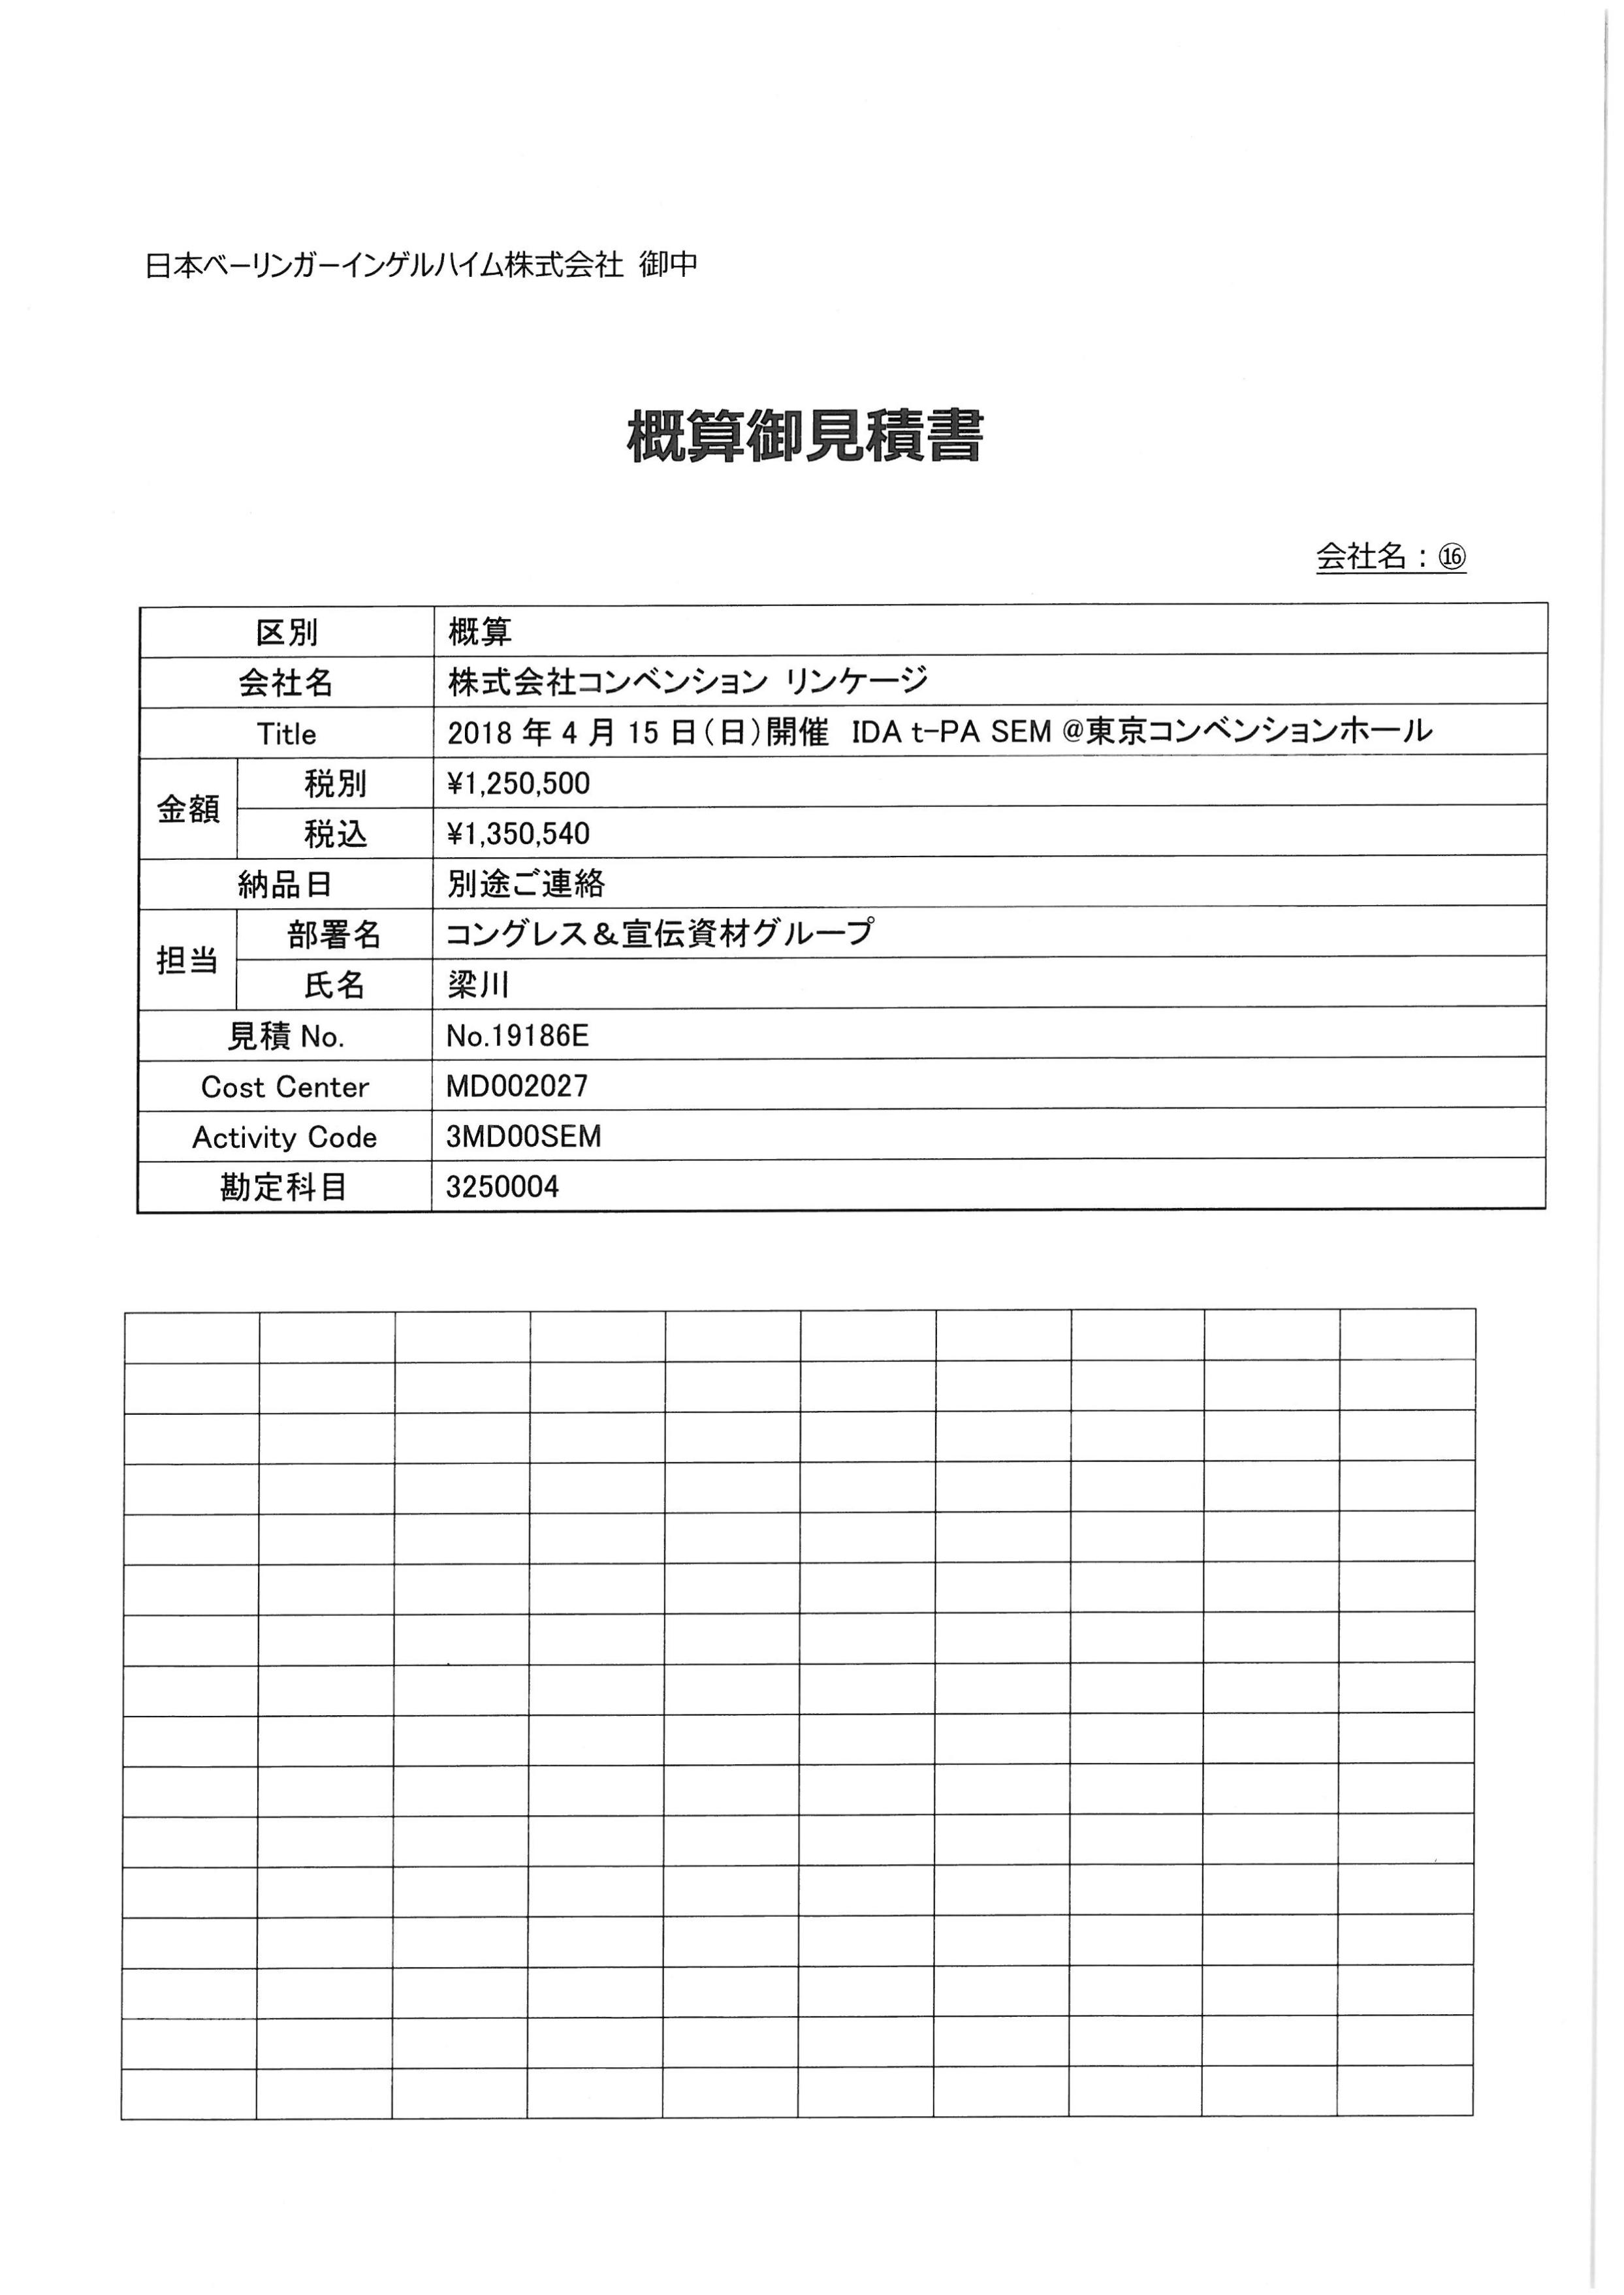 日本ベーリンガーインゲルハイム株式会社 御中
概算御見積書
会社名：⑯
区別 概算
会社名 株式会社コンベンション リンケージ
Title 2018 年 4 月 15 日（日）開催 IDA t-PA SEM @東京コンベンションホール
金額 税別 ¥1,250,500
税込 ¥1,350,540
納品日 別途ご連絡
担当 部署名 コングレス＆宣伝資材グループ
氏名 梁川
見積 No. No.19186E
Cost Center MD002027
Activity Code 3MD00SEM
勘定科目 3250004